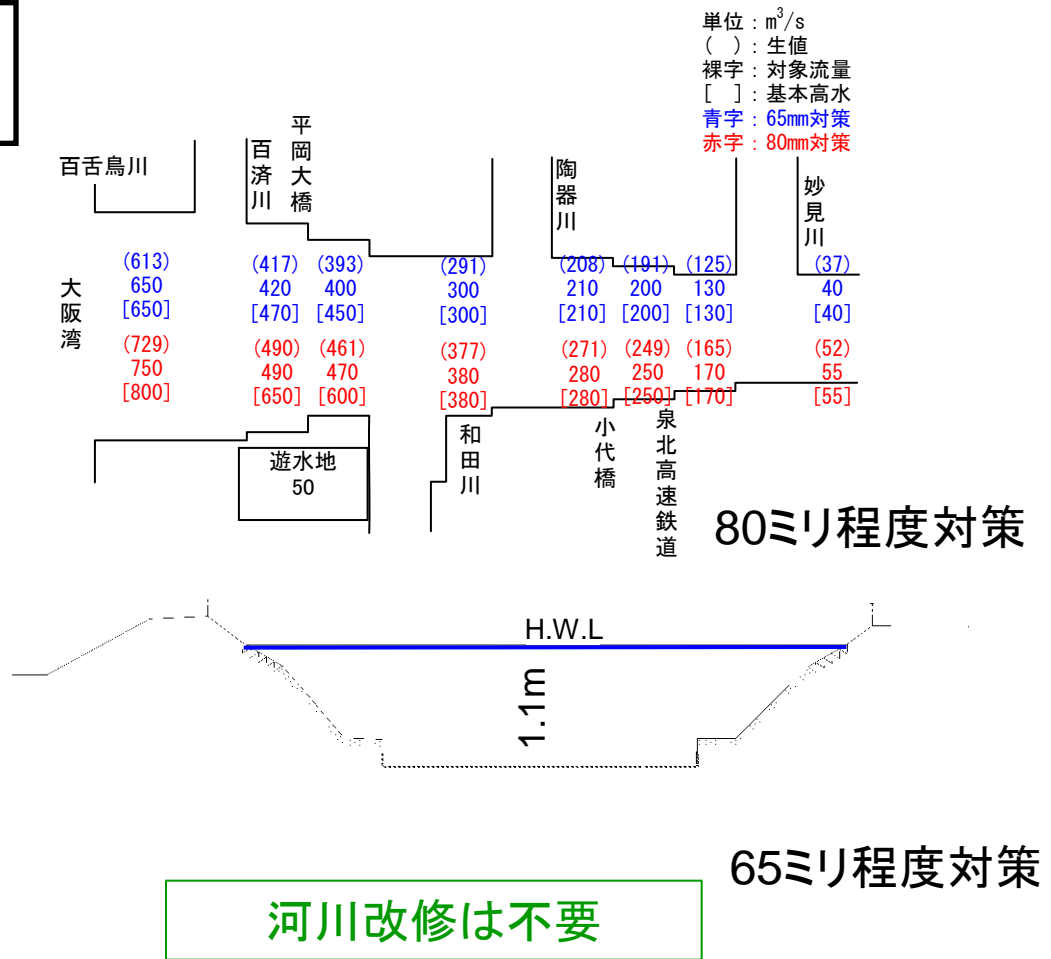 単位：m³/s
（ ）：生値
裸字：対象流量
[ ]：基本高水
青字：65mm対策
赤字：80mm対策
百舌鳥川
百済川
平岡大橋
陶器川
妙見川
大阪湾
(613) (417) (393) (291) (208) (191) (125) (37)
650 420 400 300 210 200 130 40
[650] [470] [450] [300] [210] [200] [130] [40]
(729) (490) (461) (377) (271) (249) (165) (52)
750 490 470 380 280 250 170 55
[800] [650] [600] [380] [280] [250] [170] [55]
遊水地
50
和田川
小代橋
泉北高速鉄道
80ミリ程度対策
H.W.L
1.1m
65ミリ程度対策
河川改修は不要